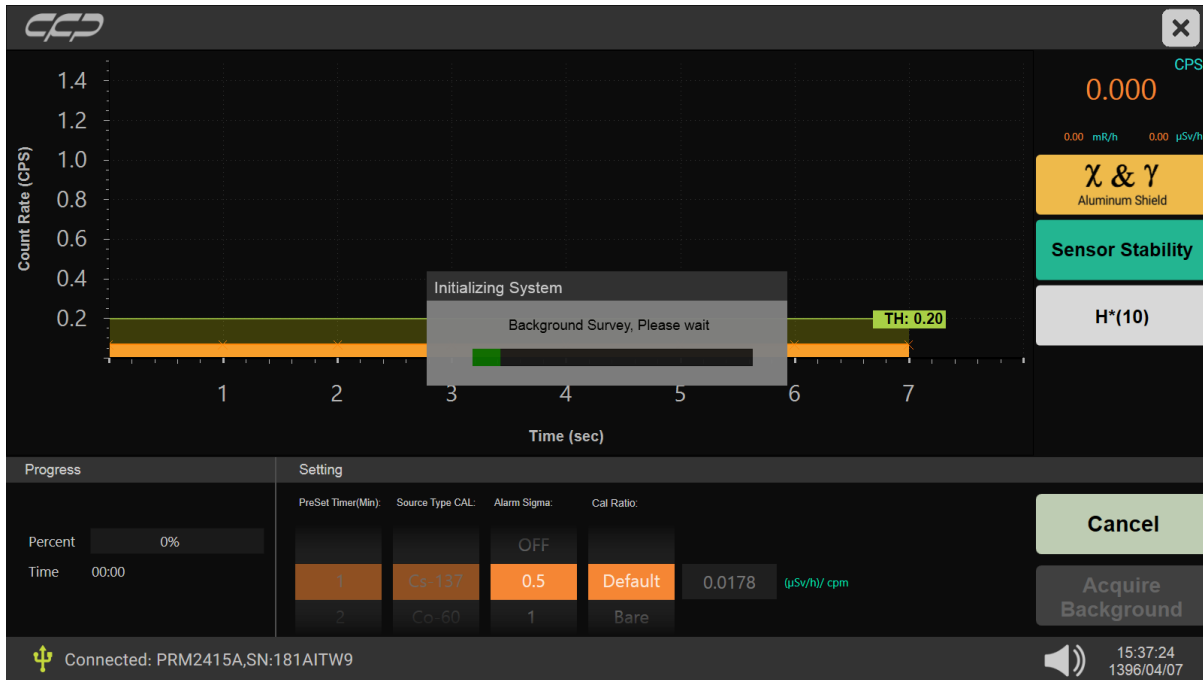 CCP
1.4
1.2
1.0
0.8
0.6
0.4
0.2
Count Rate (CPS)
TH: 0.20
1 2 3 4 5 6 7
Time (sec)
Initializing System
Background Survey, Please wait
CPS
0.000
0.00 mR/h 0.00 µSv/h
χ & γ
Aluminum Shield
Sensor Stability
H*(10)
Progress
Percent 0%
Time 00:00
Setting
PreSet Timer(Min): Source Type CAL: Alarm Sigma: Cal Ratio:
OFF
1 Cs-137 0.5 Default 0.0178 (µSv/h)/ cpm
2 Co-60 1 Bare
Cancel
Acquire
Background
Connected: PRM2415A,SN:181AITW9
15:37:24
1396/04/07